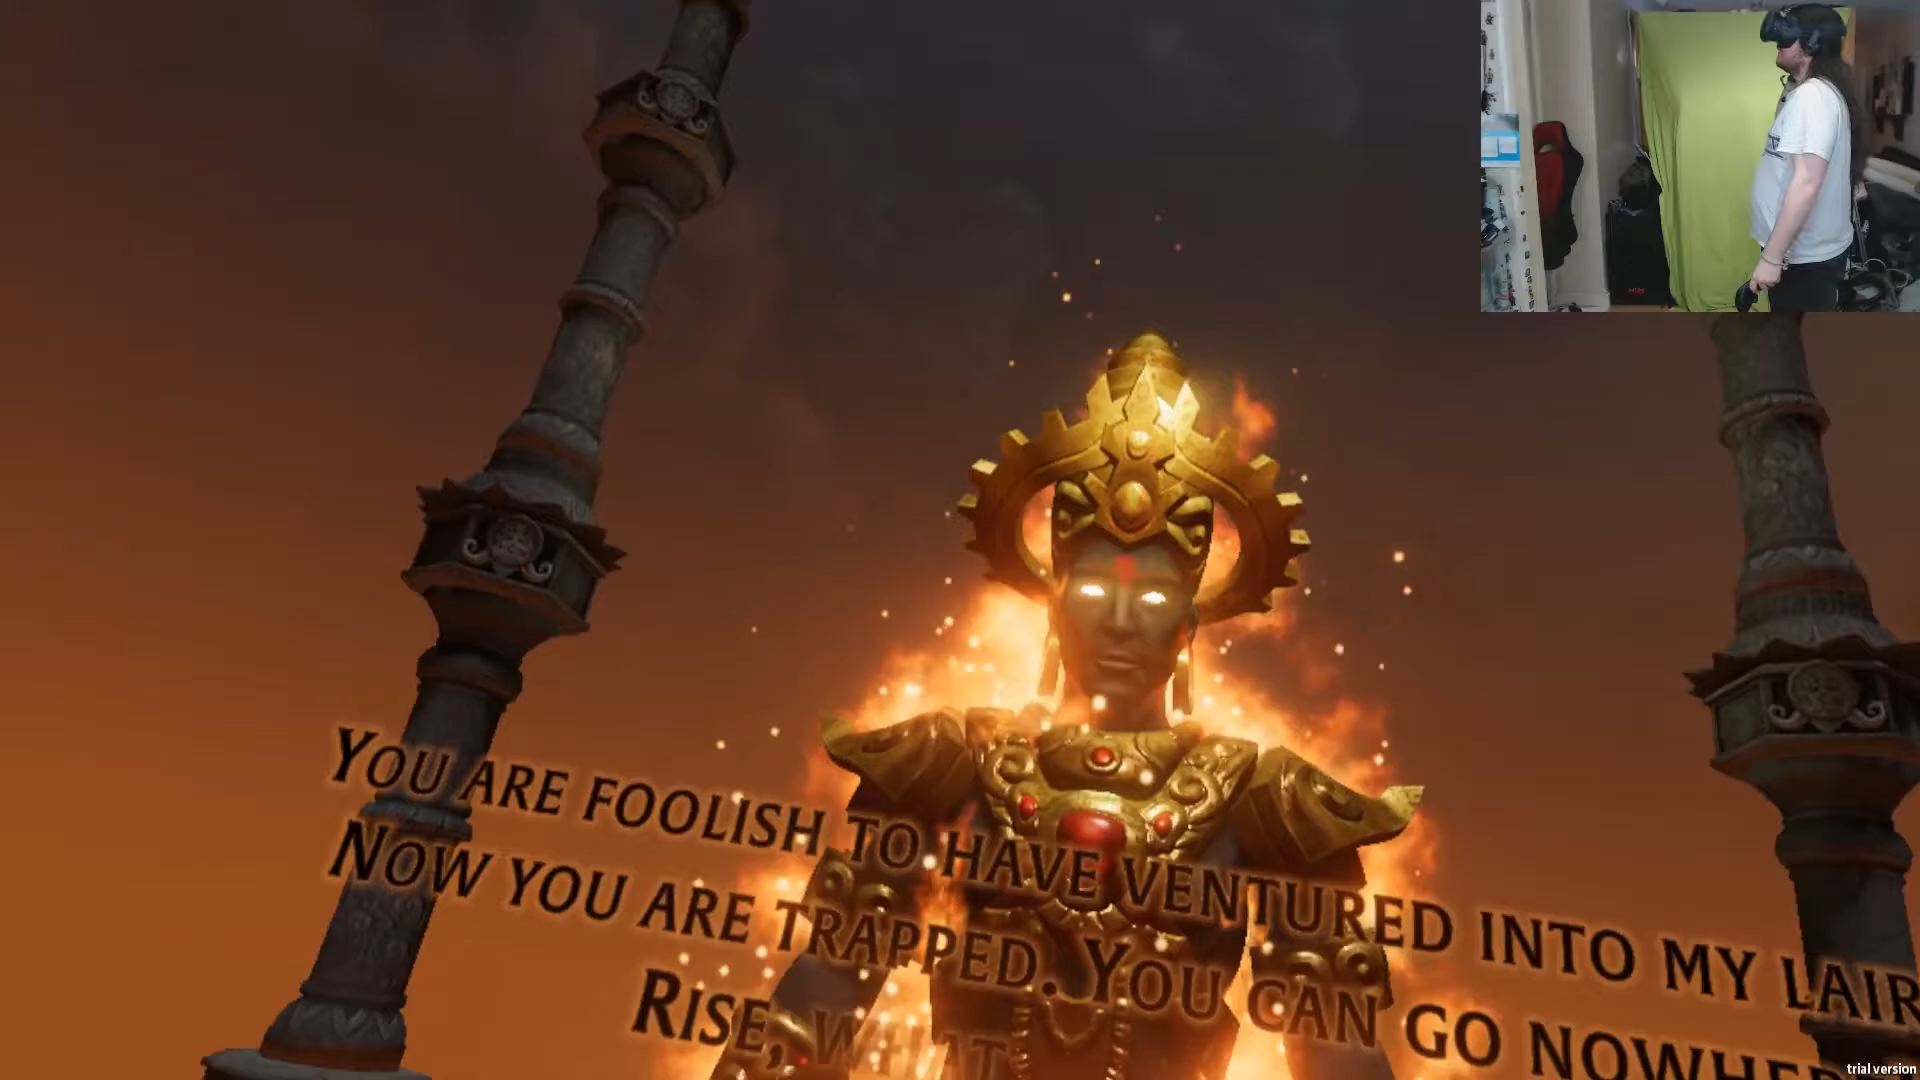 You are foolish to have ventured into my lair
Now you are trapped. You can go nowhe
Rise, what
trial version